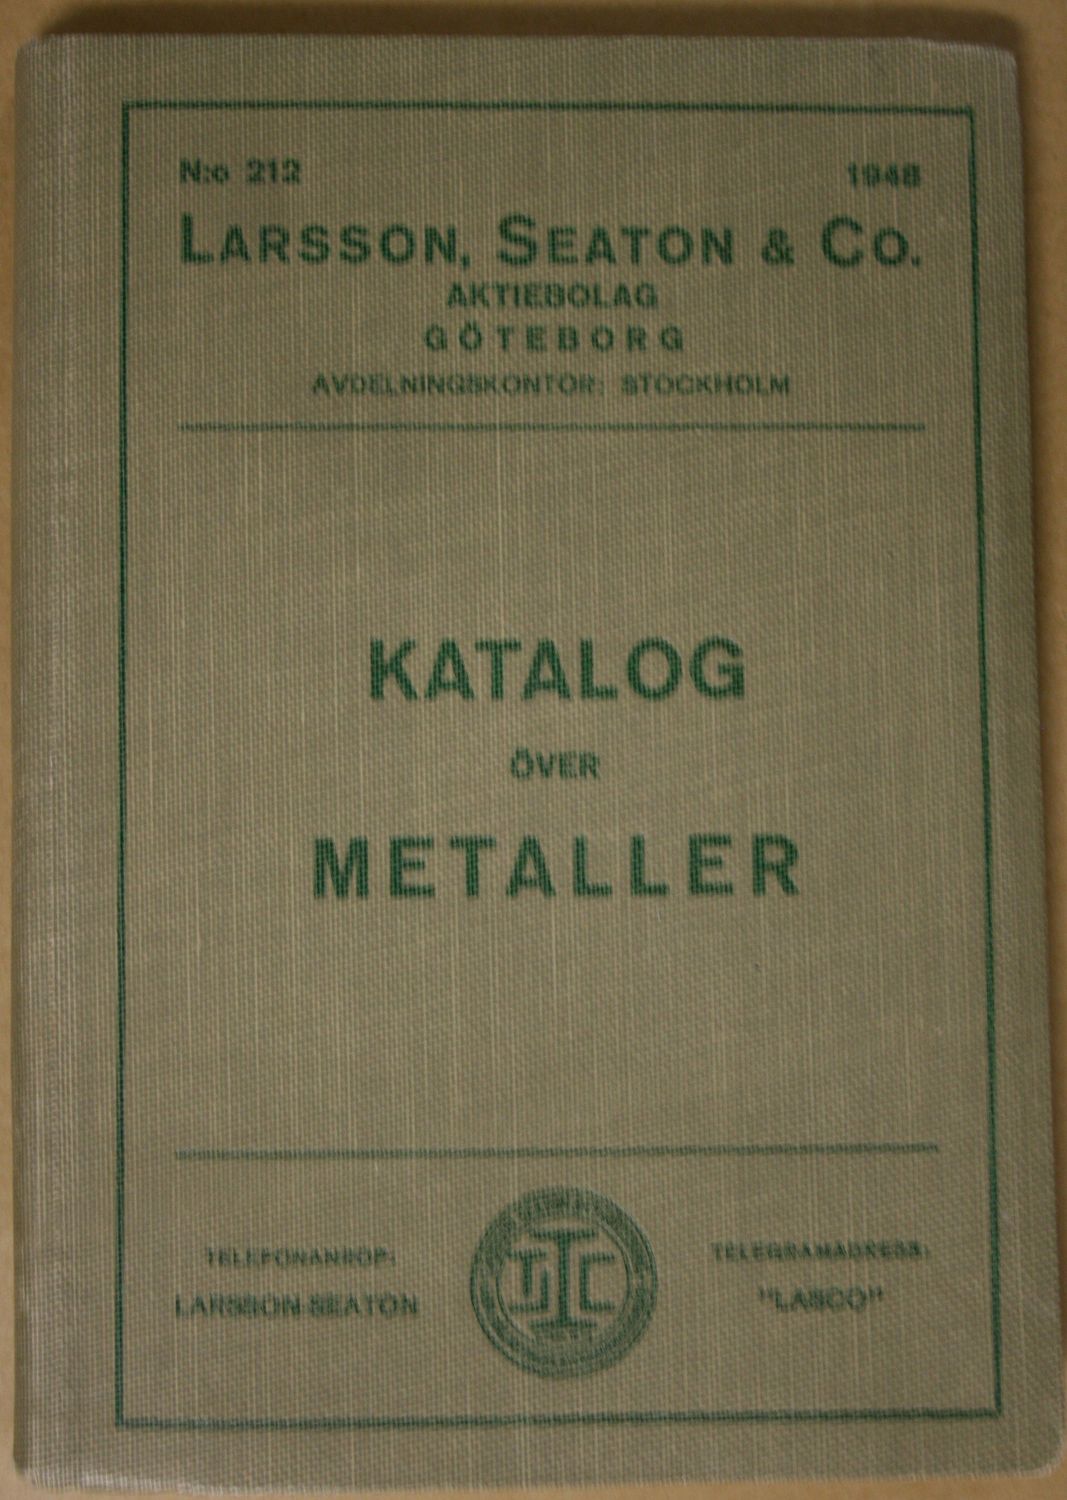 N:o 212 1948
LARSSON, SEATON & CO.
AKTIEBOLAG
GÖTEBORG
AVDELNINGSKONTOR: STOCKHOLM
KATALOG
ÖVER
METALLER
TELEFONANROP:
LARSSON-SEATON
TELEGRAMADRESS:
"LASCO"